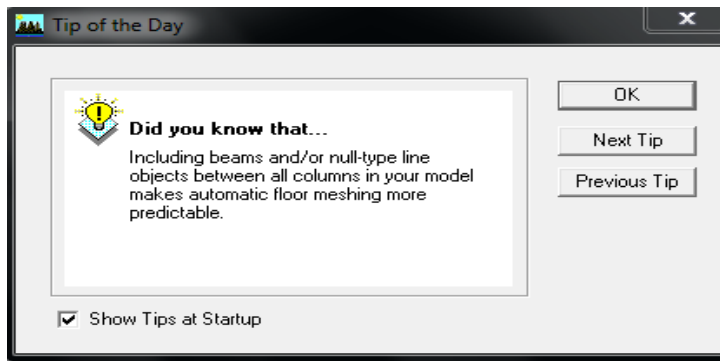 Tip of the Day
Did you know that...
Including beams and/or null-type line
objects between all columns in your model
makes automatic floor meshing more
predictable.
OK
Next Tip
Previous Tip
Show Tips at Startup